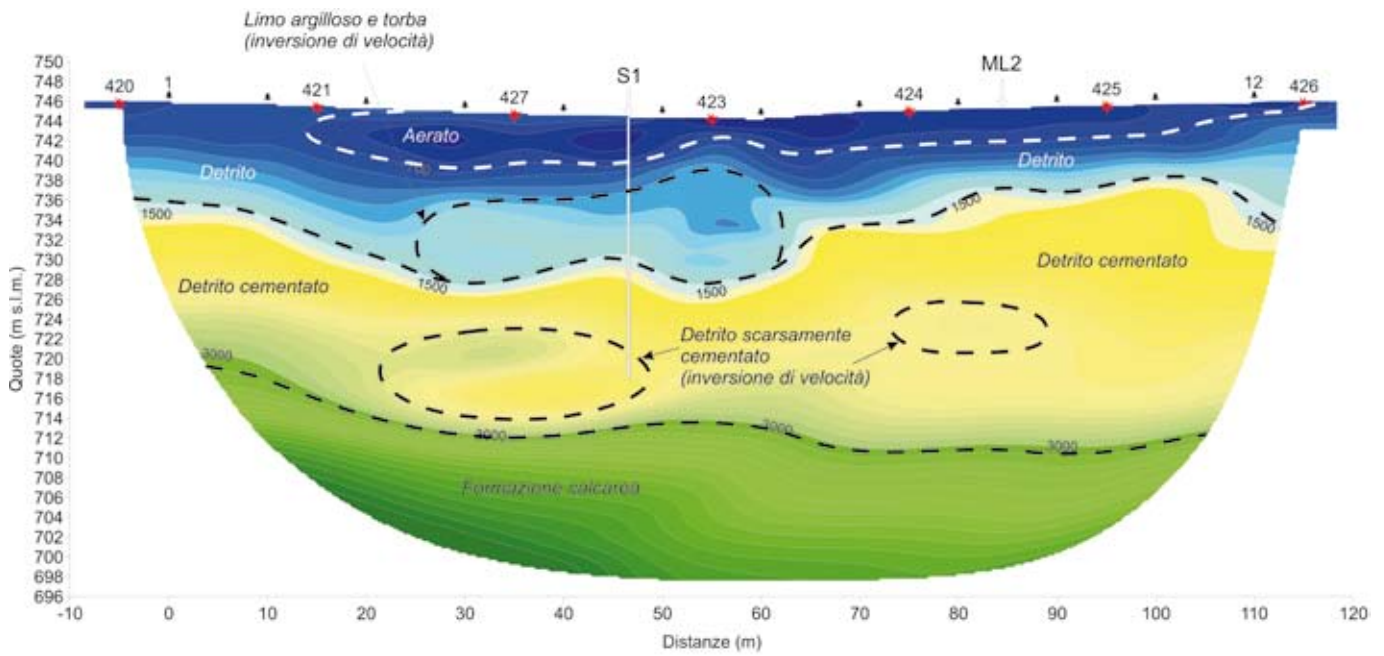 Limo argilloso e torba
(inversione di velocità)
S1
ML2
420 1 421 427 423 424 425 12 426
Aerato
700
Detrito
Detrito
1500
1500
1500
1500
1500
Detrito cementato
Detrito cementato
Detrito scarsamente
cementato
(inversione di velocità)
3000
3000
3000
3000
Formazione calcarea
Quote (m s.l.m.)
750
748
746
744
742
740
738
736
734
732
730
728
726
724
722
720
718
716
714
712
710
708
706
704
702
700
698
696
-10 0 10 20 30 40 50 60 70 80 90 100 110 120
Distanze (m)